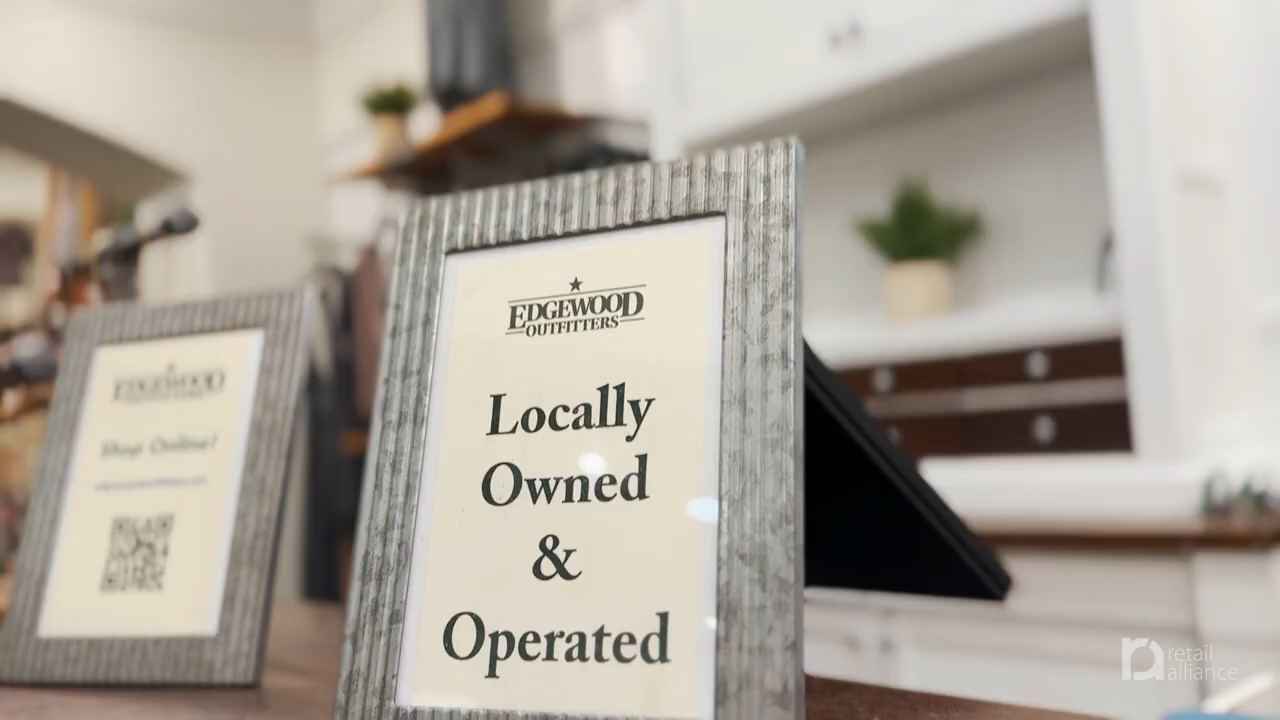 EDGEWOOD
OUTFITTERS
Locally
Owned
&
Operated
EDGEWOOD
Shop Online!
retail
alliance